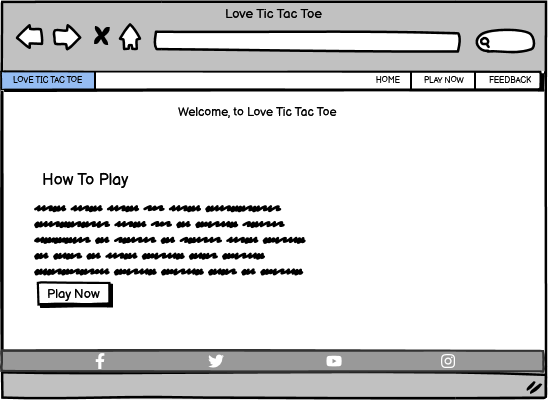 Love Tic Tac Toe
LOVE TIC TAC TOE
HOME
PLAY NOW
FEEDBACK
Welcome, to Love Tic Tac Toe
How To Play
Play Now